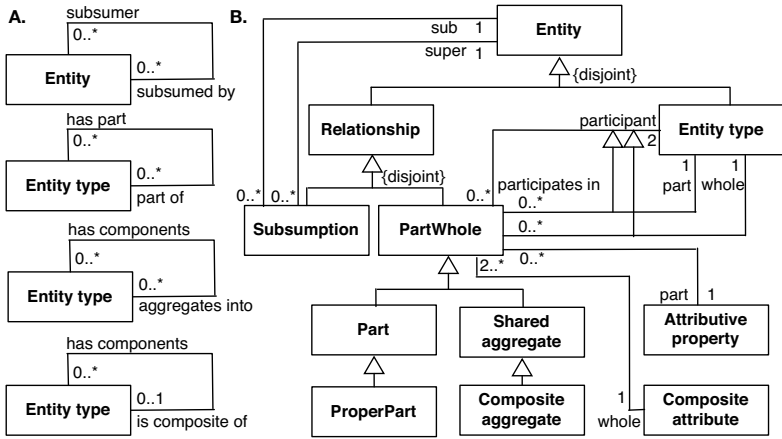 A.
subsumer
0..*
Entity
0..*
subsumed by
has part
0..*
Entity type
0..*
part of
has components
0..*
Entity type
0..*
aggregates into
has components
0..*
Entity type
0..1
is composite of
B.
sub 1
super 1
Entity
{disjoint}
Relationship
participant
2
Entity type
{disjoint}
1
part
1
whole
0..*
0..*
0..*
participates in
0..*
0..*
Subsumption
PartWhole
2..*
0..*
part 1
Part
Shared
aggregate
Attributive
property
ProperPart
Composite
aggregate
1
whole
Composite
attribute